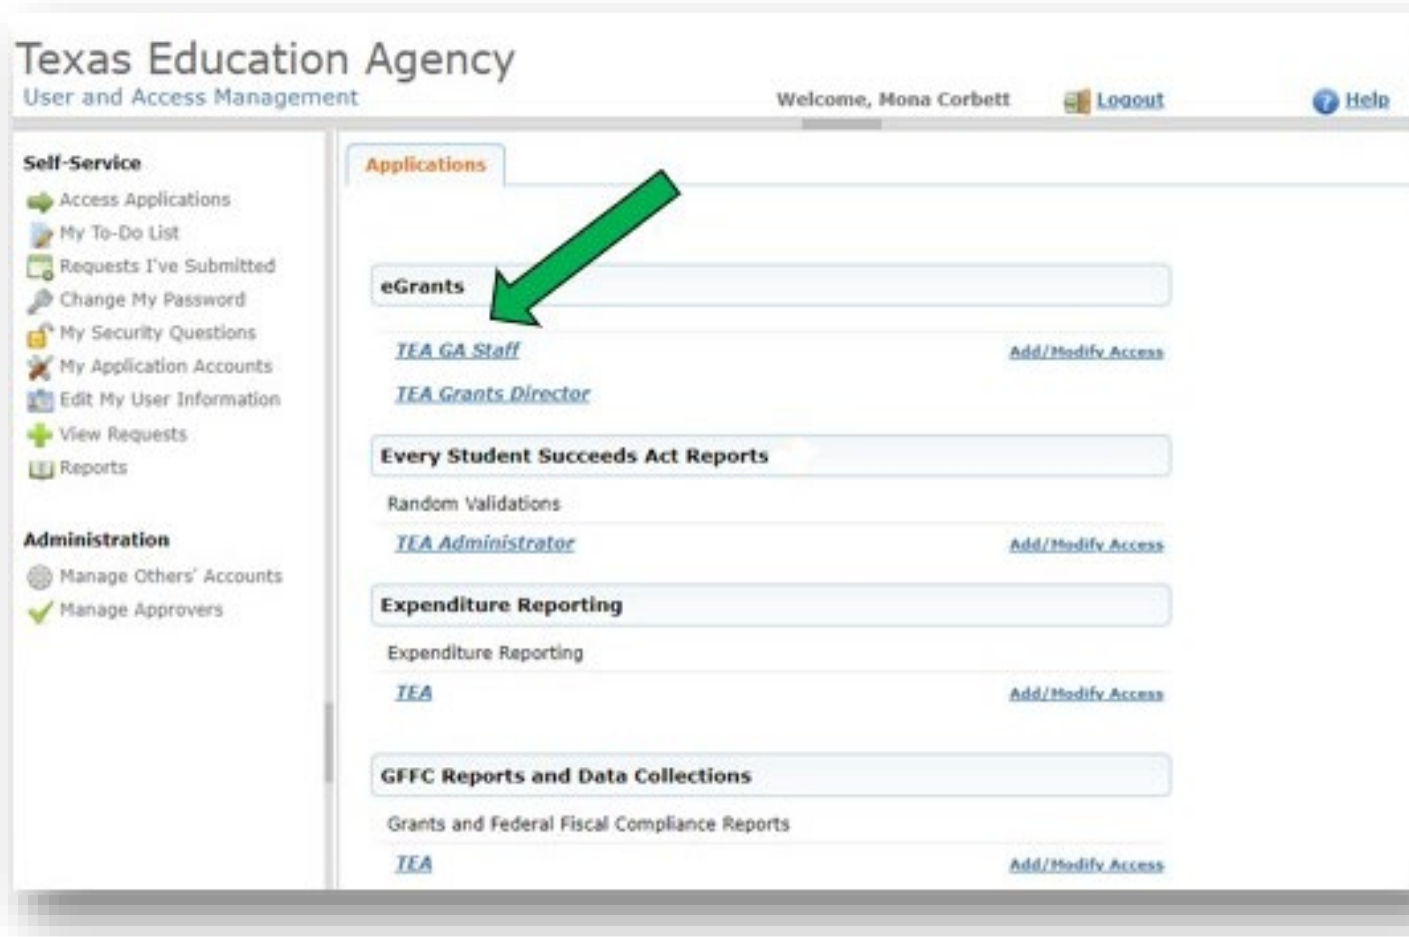 Texas Education Agency
User and Access Management
Welcome, Mona Corbett
Logout
Help
Self-Service
Access Applications
My To-Do List
Requests I've Submitted
Change My Password
My Security Questions
My Application Accounts
Edit My User Information
View Requests
Reports
Administration
Manage Others' Accounts
Manage Approvers
Applications
eGrants
TEA GA Staff
Add/Modify Access
TEA Grants Director
Every Student Succeeds Act Reports
Random Validations
TEA Administrator
Add/Modify Access
Expenditure Reporting
Expenditure Reporting
TEA
Add/Modify Access
GFFC Reports and Data Collections
Grants and Federal Fiscal Compliance Reports
TEA
Add/Modify Access